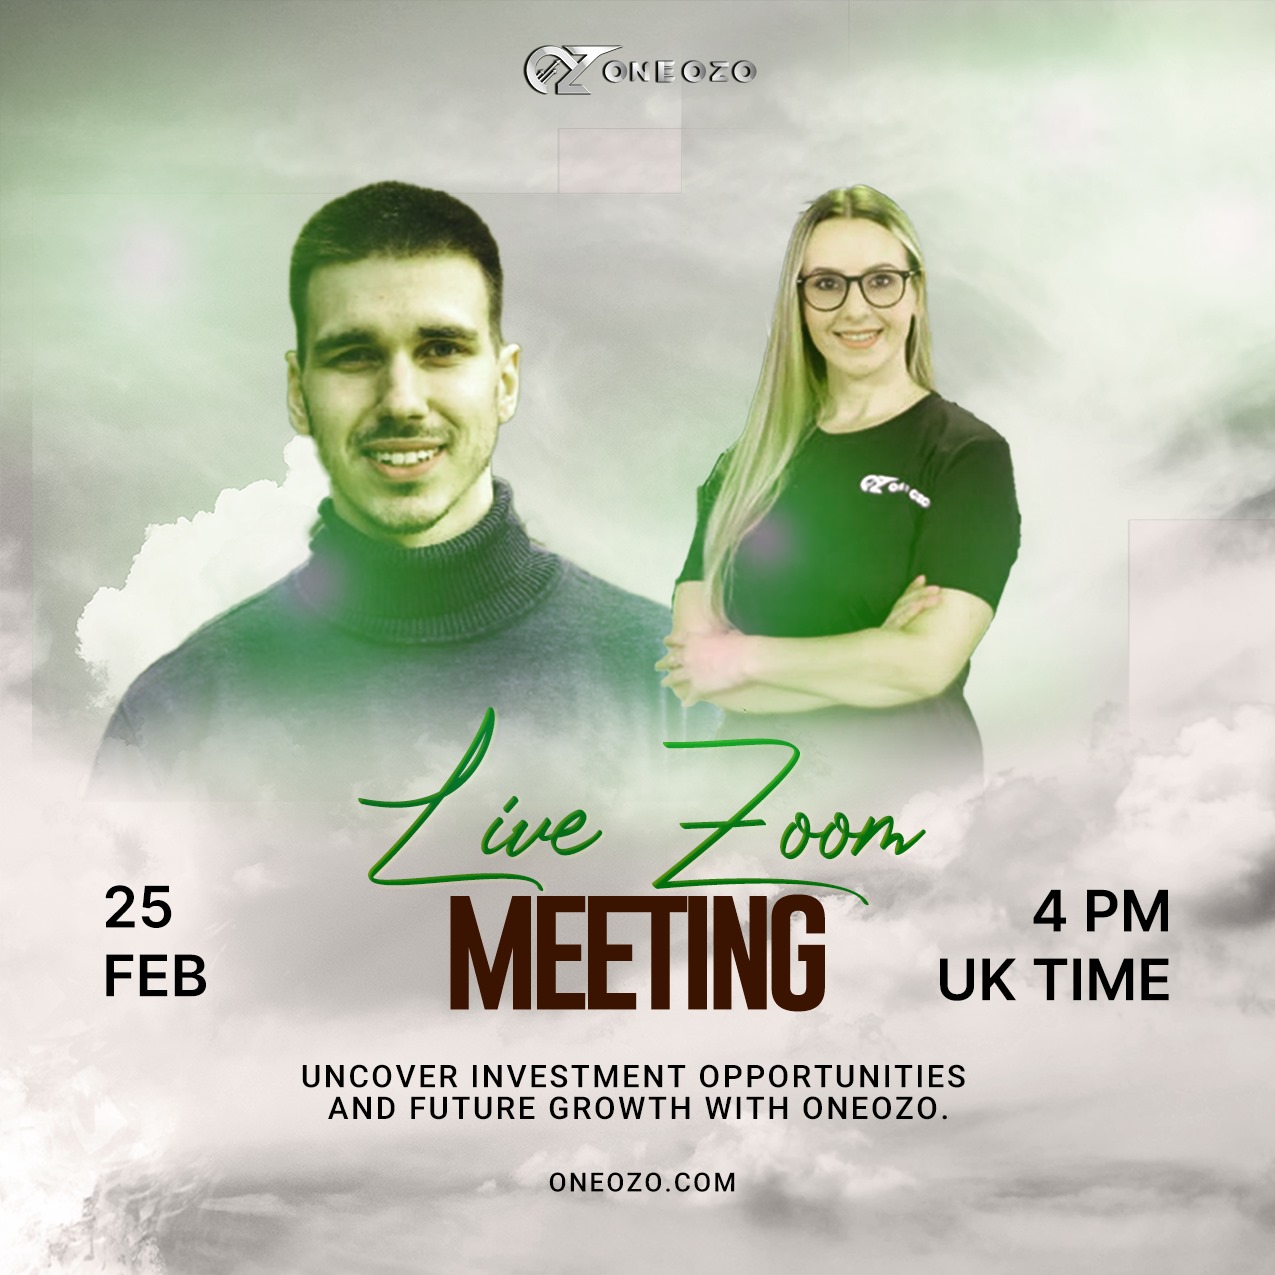 ONEOZO
ONEOZO
Live Zoom
MEETING
25
FEB
4 PM
UK TIME
UNCOVER INVESTMENT OPPORTUNITIES
AND FUTURE GROWTH WITH ONEOZO.
ONEOZO.COM